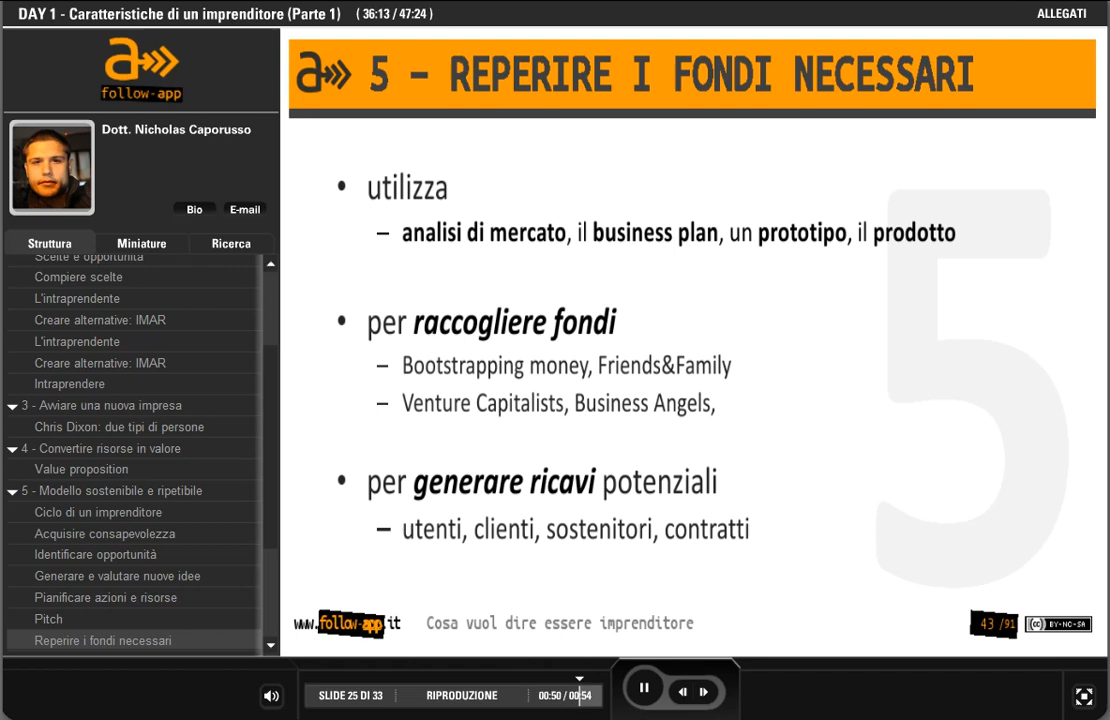 DAY 1 - Caratteristiche di un imprenditore (Parte 1) ( 36:13 / 47:24 )
ALLEGATI
a
follow-app
Dott. Nicholas Caporusso
Bio
E-mail
Struttura
Miniature
Ricerca
Scelte e opportunità
Compiere scelte
L'intraprendente
Creare alternative: IMAR
L'intraprendente
Creare alternative: IMAR
Intraprendere
3 - Avviare una nuova impresa
Chris Dixon: due tipi di persone
4 - Convertire risorse in valore
Value proposition
5 - Modello sostenibile e ripetibile
Ciclo di un imprenditore
Acquisire consapevolezza
Identificare opportunità
Generare e valutare nuove idee
Pianificare azioni e risorse
Pitch
Reperire i fondi necessari
a 5 – REPERIRE I FONDI NECESSARI
5
• utilizza
– analisi di mercato, il business plan, un prototipo, il prodotto
• per raccogliere fondi
– Bootstrapping money, Friends&Family
– Venture Capitalists, Business Angels,
• per generare ricavi potenziali
– utenti, clienti, sostenitori, contratti
www.follow-app.it
Cosa vuol dire essere imprenditore
43 /91
cc BY-NC-SA
SLIDE 25 DI 33
RIPRODUZIONE
00:50 / 00:54